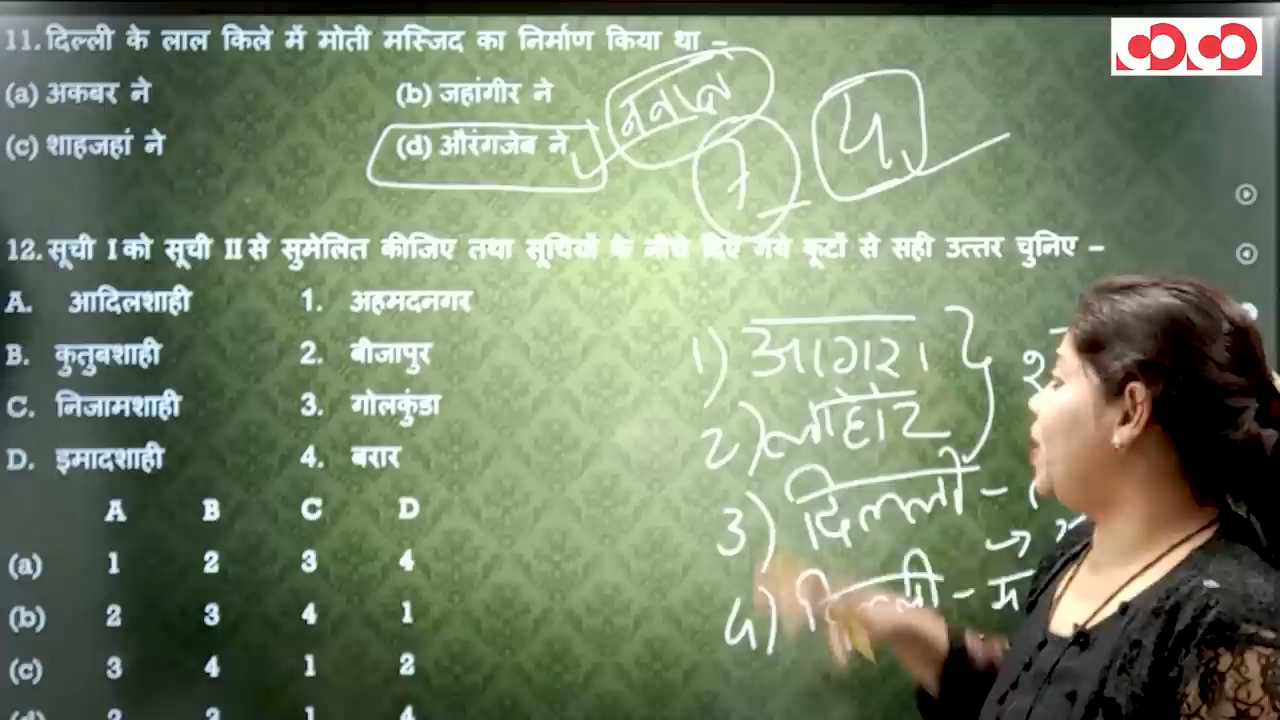 11. दिल्ली के लाल किले में मोती मस्जिद का निर्माण किया था -
(a) अकबर ने (b) जहांगीर ने
(c) शाहजहां ने (d) औरंगजेब ने
12. सूची I को सूची II से सुमेलित कीजिए तथा सूचियों के नीचे दिए गये कूटों से सही उत्तर चुनिए -
A. आदिलशाही 1. अहमदनगर
B. कुतुबशाही 2. बीजापुर
C. निजामशाही 3. गोलकुंडा
D. इमादशाही 4. बरार
A B C D
(a) 1 2 3 4
(b) 2 3 4 1
(c) 3 4 1 2
1) आगरा
2) लाहौर
3) दिल्ली -
4) दिल्ली - म